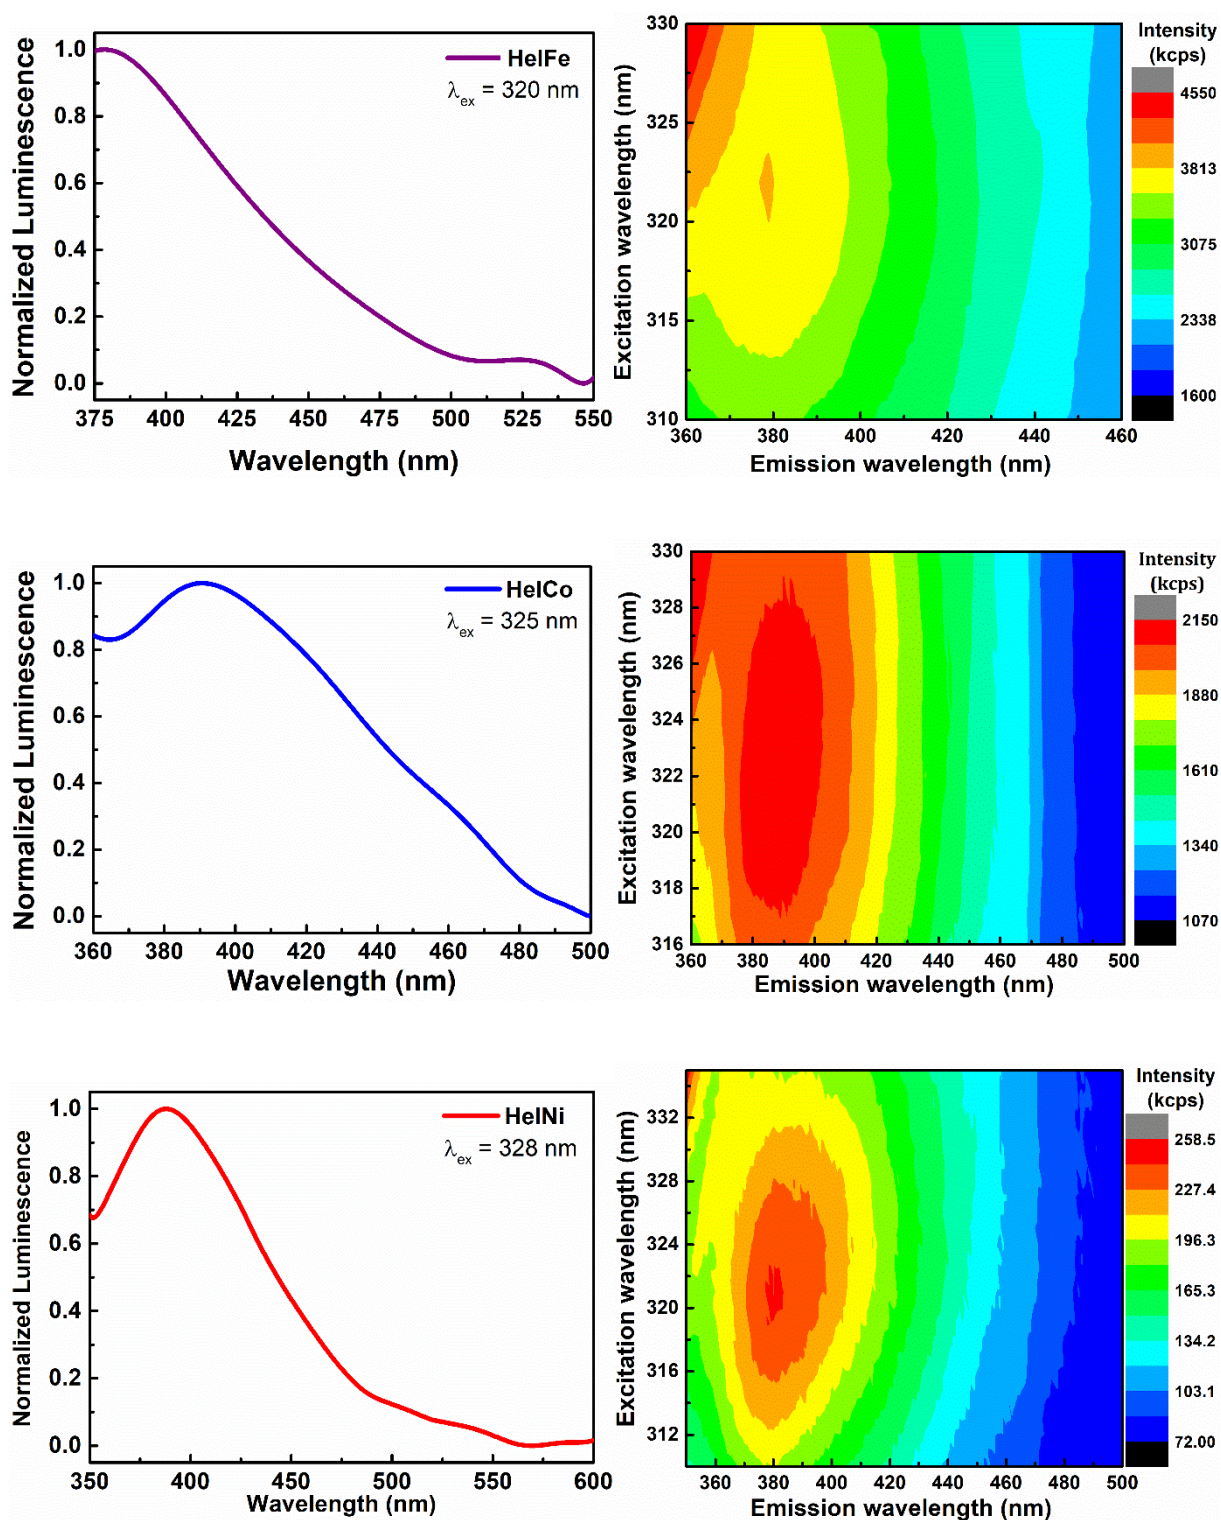 Normalized Luminescence
1.0
0.8
0.6
0.4
0.2
0.0
HelFe
λex = 320 nm
375 400 425 450 475 500 525 550
Wavelength (nm)
Excitation wavelength (nm)
330
325
320
315
310
360 380 400 420 440 460
Emission wavelength (nm)
Intensity
(kcps)
4550
3813
3075
2338
1600
Normalized Luminescence
1.0
0.8
0.6
0.4
0.2
0.0
HelCo
λex = 325 nm
360 380 400 420 440 460 480 500
Wavelength (nm)
Excitation wavelength (nm)
330
328
326
324
322
320
318
316
360 380 400 420 440 460 480 500
Emission wavelength (nm)
Intensity
(kcps)
2150
1880
1610
1340
1070
Normalized Luminescence
1.0
0.8
0.6
0.4
0.2
0.0
HelNi
λex = 328 nm
350 400 450 500 550 600
Wavelength (nm)
Excitation wavelength (nm)
332
328
324
320
316
312
360 380 400 420 440 460 480 500
Emission wavelength (nm)
Intensity
(kcps)
258.5
227.4
196.3
165.3
134.2
103.1
72.00